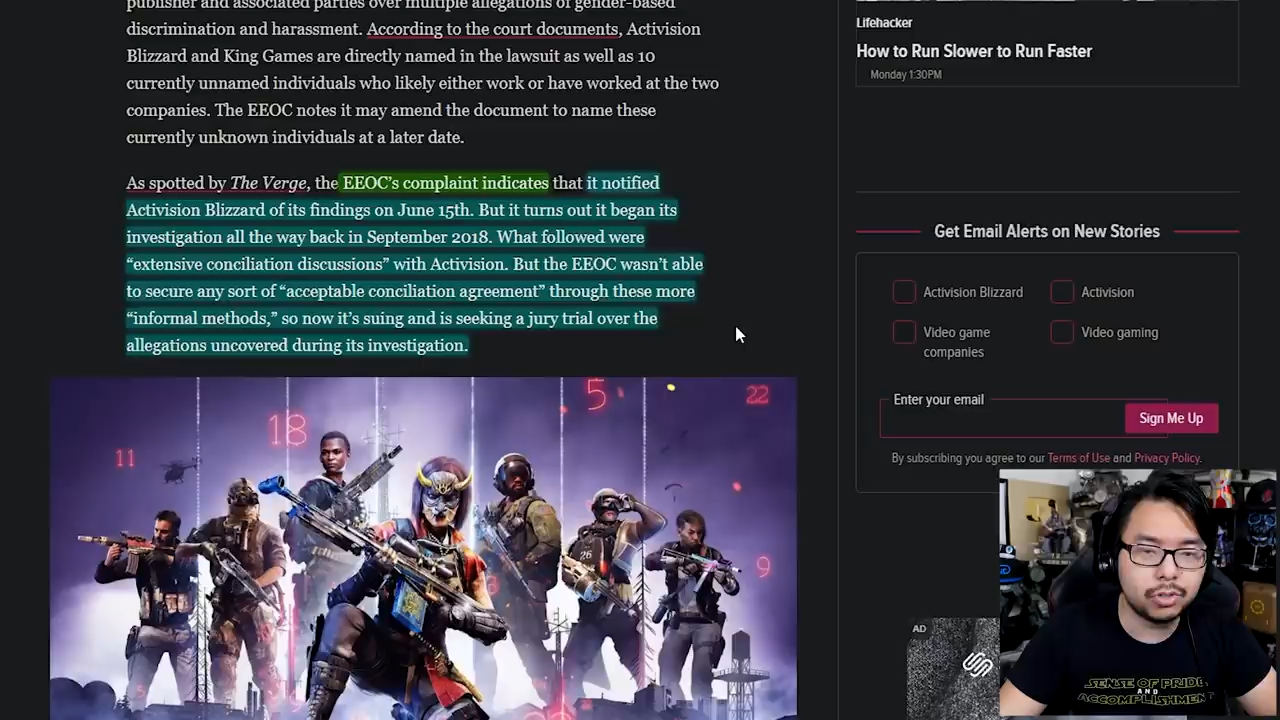 publisher and associated parties over multiple allegations of gender-based
discrimination and harassment. According to the court documents, Activision
Blizzard and King Games are directly named in the lawsuit as well as 10
currently unnamed individuals who likely either work or have worked at the two
companies. The EEOC notes it may amend the document to name these
currently unknown individuals at a later date.
As spotted by The Verge, the EEOC’s complaint indicates that it notified
Activision Blizzard of its findings on June 15th. But it turns out it began its
investigation all the way back in September 2018. What followed were
“extensive conciliation discussions” with Activision. But the EEOC wasn’t able
to secure any sort of “acceptable conciliation agreement” through these more
“informal methods,” so now it’s suing and is seeking a jury trial over the
allegations uncovered during its investigation.
5
22
18
11
9
26
8
5
Lifehacker
How to Run Slower to Run Faster
Monday 1:30PM
Get Email Alerts on New Stories
Activision Blizzard
Activision
Video game
companies
Video gaming
Enter your email
Sign Me Up
By subscribing you agree to our Terms of Use and Privacy Policy.
AD
SENSE OF PRIDE
AND
ACCOMPLISHMENT